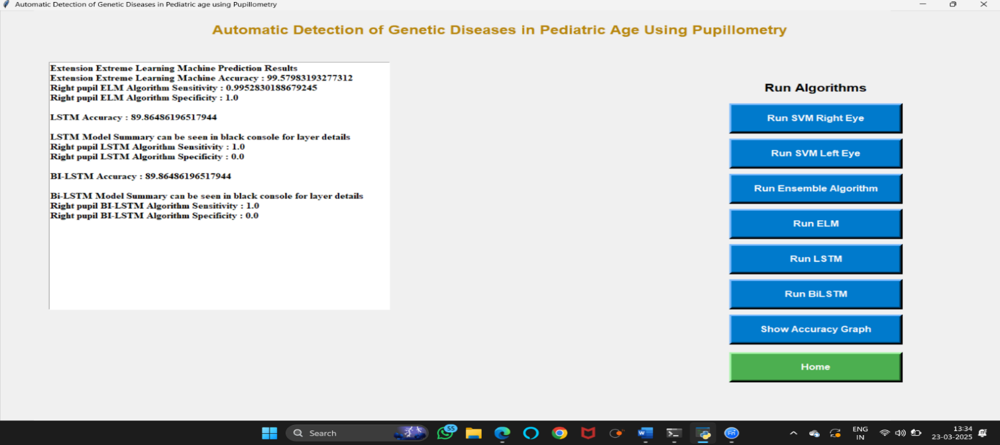 Automatic Detection of Genetic Diseases in Pediatric age using Pupillometry
Automatic Detection of Genetic Diseases in Pediatric Age Using Pupillometry
Extension Extreme Learning Machine Prediction Results
Extension Extreme Learning Machine Accuracy : 99.57983193277312
Right pupil ELM Algorithm Sensitivity : 0.9952830188679245
Right pupil ELM Algorithm Specificity : 1.0
LSTM Accuracy : 89.86486196517944
LSTM Model Summary can be seen in black console for layer details
Right pupil LSTM Algorithm Sensitivity : 1.0
Right pupil LSTM Algorithm Specificity : 0.0
BI-LSTM Accuracy : 89.86486196517944
Bi-LSTM Model Summary can be seen in black console for layer details
Right pupil BI-LSTM Algorithm Sensitivity : 1.0
Right pupil BI-LSTM Algorithm Specificity : 0.0
Run Algorithms
Run SVM Right Eye
Run SVM Left Eye
Run Ensemble Algorithm
Run ELM
Run LSTM
Run BiLSTM
Show Accuracy Graph
Home
Search
55
ENG
IN
13:34
23-03-2025